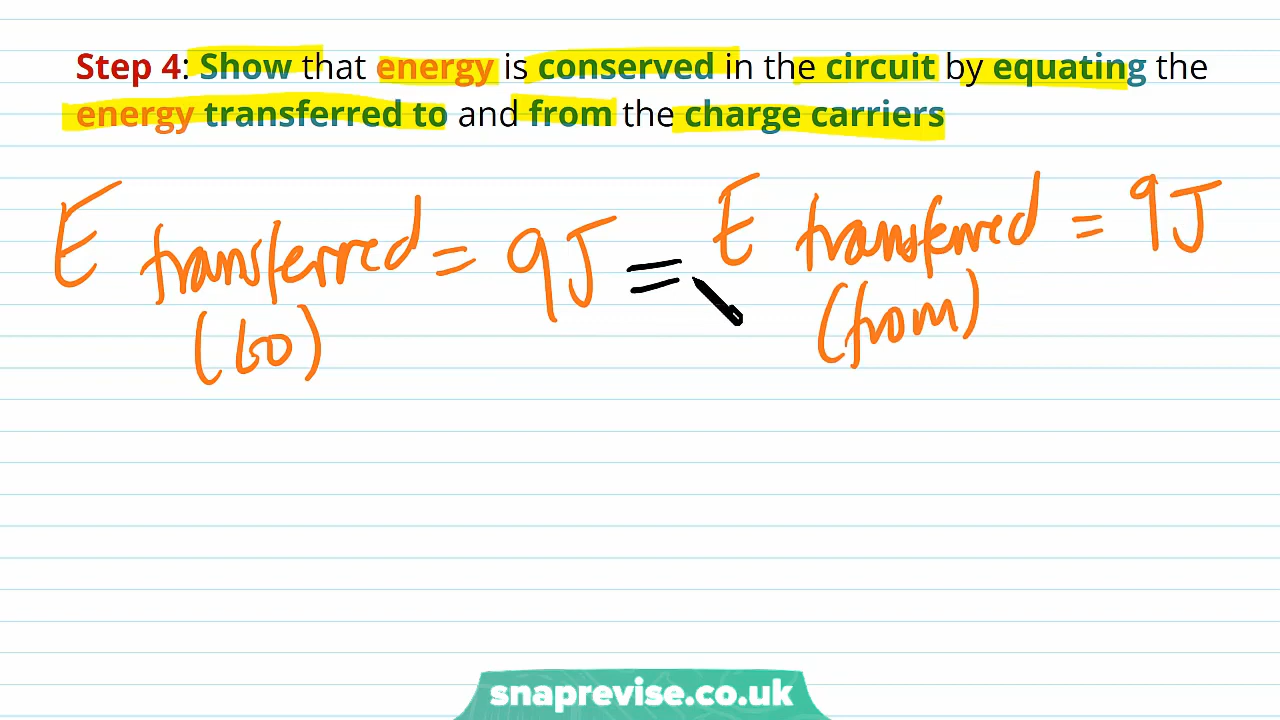 Step 4: Show that energy is conserved in the circuit by equating the
energy transferred to and from the charge carriers
E transferred = 9J = E transferred = 9J
(to) (from)
snaprevise.co.uk